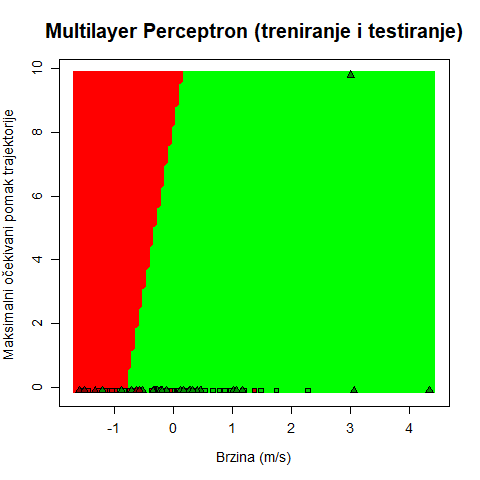 Multilayer Perceptron (treniranje i testiranje)
Maksimalni očekivani pomak trajektorije
10
8
6
4
2
0
-1 0 1 2 3 4
Brzina (m/s)